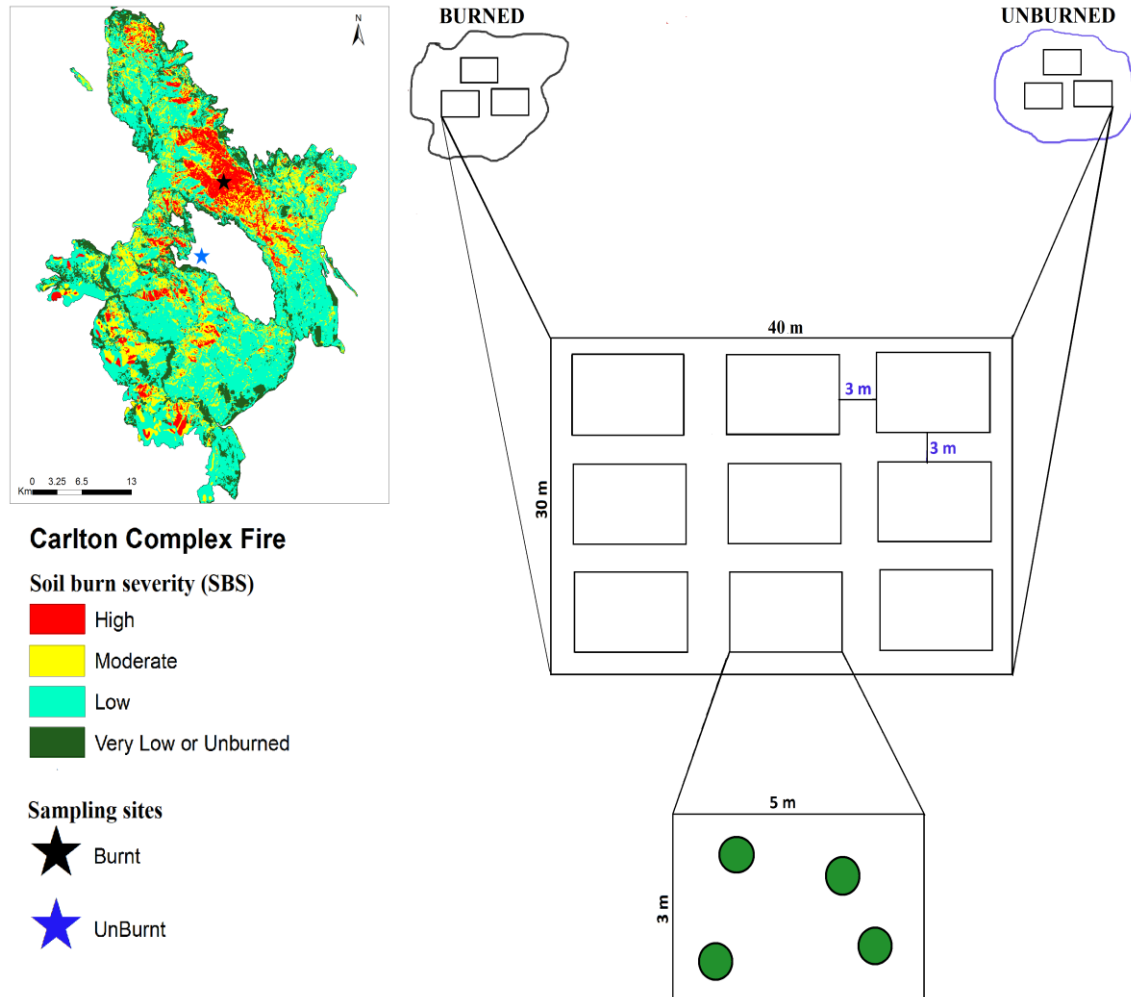 BURNED
UNBURNED
N
0 3.25 6.5 13
Km
Carlton Complex Fire
Soil burn severity (SBS)
High
Moderate
Low
Very Low or Unburned
Sampling sites
Burnt
UnBurnt
40 m
3 m
3 m
30 m
5 m
3 m